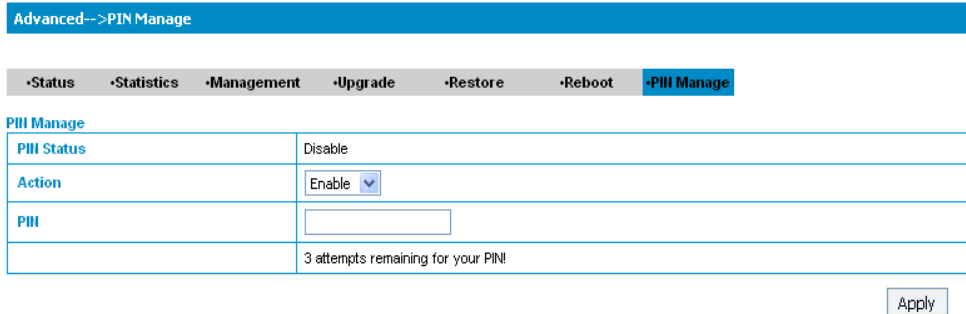 Advanced-->PIN Manage
•Status •Statistics •Management •Upgrade •Restore •Reboot •PIN Manage
PIN Manage
PIN Status Disable
Action Enable
PIN
3 attempts remaining for your PIN!
Apply